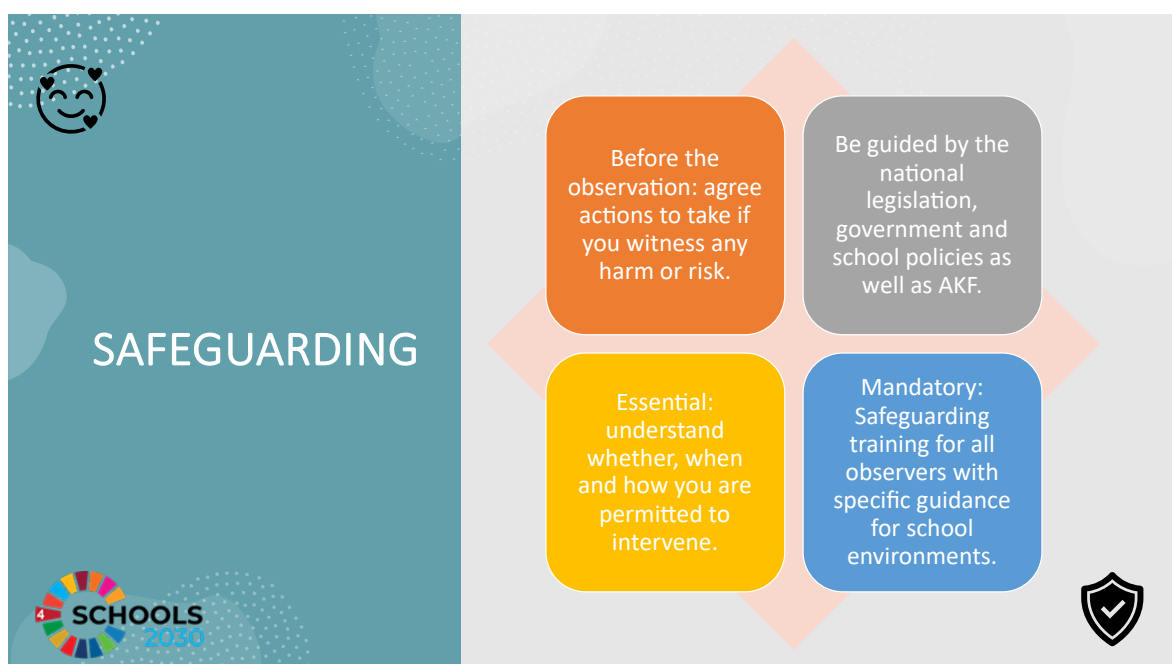 SAFEGUARDING
Before the
observation: agree
actions to take if
you witness any
harm or risk.
Be guided by the
national
legislation,
government and
school policies as
well as AKF.
Essential:
understand
whether, when
and how you are
permitted to
intervene.
Mandatory:
Safeguarding
training for all
observers with
specific guidance
for school
environments.
4
SCHOOLS
2030